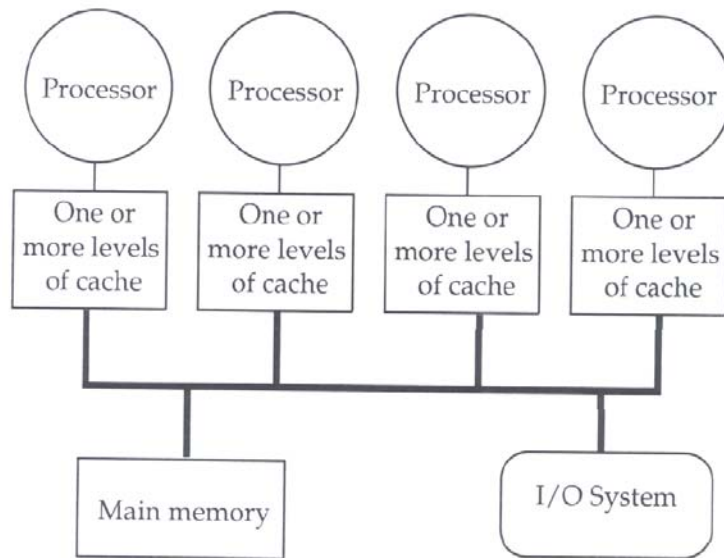 Processor
Processor
Processor
Processor
One or
more levels
of cache
One or
more levels
of cache
One or
more levels
of cache
One or
more levels
of cache
Main memory
I/O System